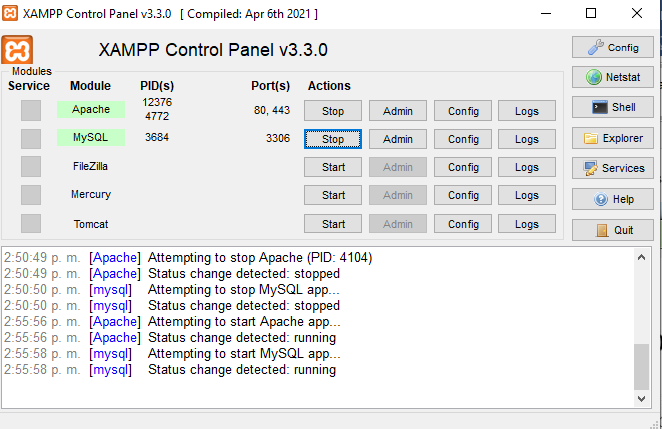 XAMPP Control Panel v3.3.0 [ Compiled: Apr 6th 2021 ]
XAMPP Control Panel v3.3.0
Config
Modules
Service Module PID(s) Port(s) Actions
Netstat
Apache 12376 4772 80, 443 Stop Admin Config Logs
Shell
MySQL 3684 3306 Stop Admin Config Logs
Explorer
FileZilla Start Admin Config Logs
Services
Mercury Start Admin Config Logs
Help
Tomcat Start Admin Config Logs
Quit
2:50:49 p. m. [Apache] Attempting to stop Apache (PID: 4104)
2:50:49 p. m. [Apache] Status change detected: stopped
2:50:50 p. m. [mysql] Attempting to stop MySQL app...
2:50:50 p. m. [mysql] Status change detected: stopped
2:55:56 p. m. [Apache] Attempting to start Apache app...
2:55:56 p. m. [Apache] Status change detected: running
2:55:58 p. m. [mysql] Attempting to start MySQL app...
2:55:58 p. m. [mysql] Status change detected: running